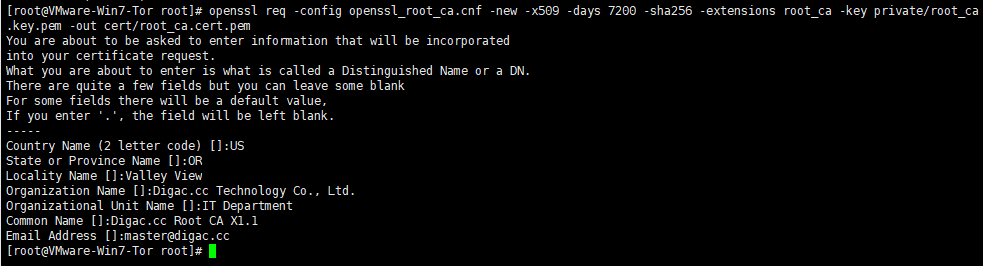 [root@VMware-Win7-Tor root]# openssl req -config openssl_root_ca.cnf -new -x509 -days 7200 -sha256 -extensions root_ca -key private/root_ca
.key.pem -out cert/root_ca.cert.pem
You are about to be asked to enter information that will be incorporated
into your certificate request.
What you are about to enter is what is called a Distinguished Name or a DN.
There are quite a few fields but you can leave some blank
For some fields there will be a default value,
If you enter '.', the field will be left blank.
-----
Country Name (2 letter code) []:US
State or Province Name []:OR
Locality Name []:Valley View
Organization Name []:Digac.cc Technology Co., Ltd.
Organizational Unit Name []:IT Department
Common Name []:Digac.cc Root CA X1.1
Email Address []:master@digac.cc
[root@VMware-Win7-Tor root]#